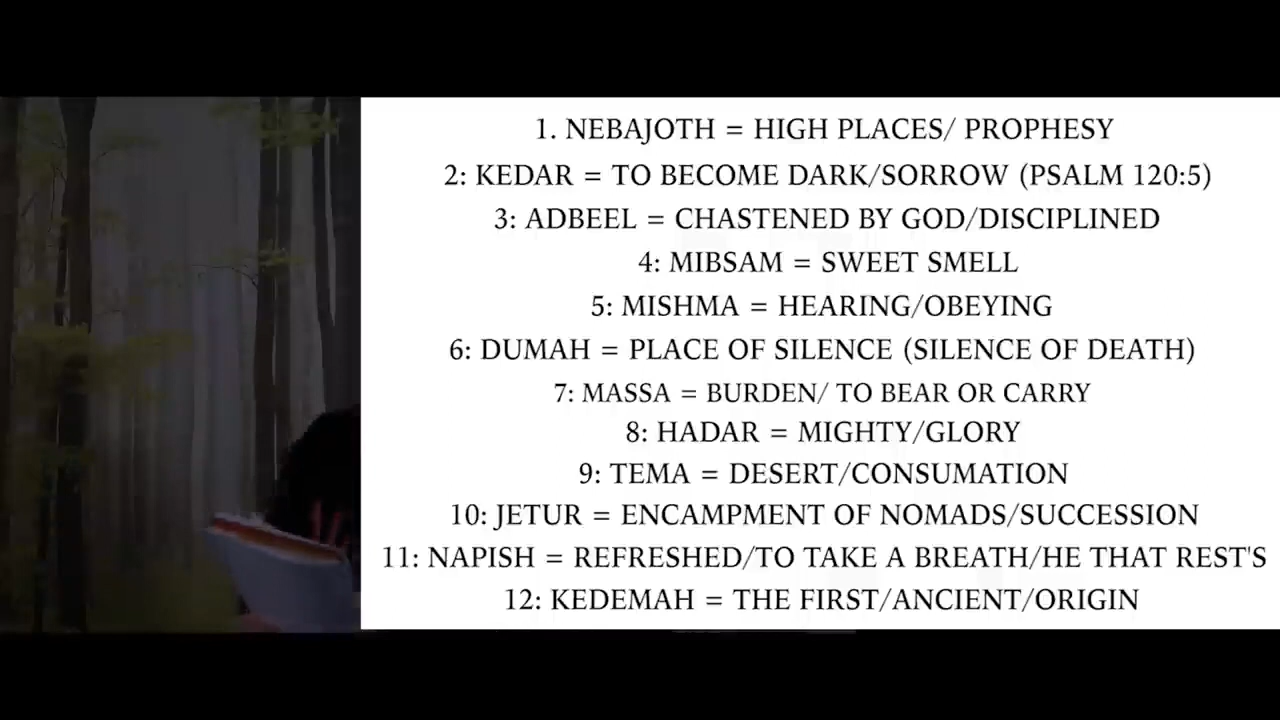 1. NEBAJOTH = HIGH PLACES/ PROPHESY
2: KEDAR = TO BECOME DARK/SORROW (PSALM 120:5)
3: ADBEEL = CHASTENED BY GOD/DISCIPLINED
4: MIBSAM = SWEET SMELL
5: MISHMA = HEARING/OBEYING
6: DUMAH = PLACE OF SILENCE (SILENCE OF DEATH)
7: MASSA = BURDEN/ TO BEAR OR CARRY
8: HADAR = MIGHTY/GLORY
9: TEMA = DESERT/CONSUMATION
10: JETUR = ENCAMPMENT OF NOMADS/SUCCESSION
11: NAPISH = REFRESHED/TO TAKE A BREATH/HE THAT REST'S
12: KEDEMAH = THE FIRST/ANCIENT/ORIGIN